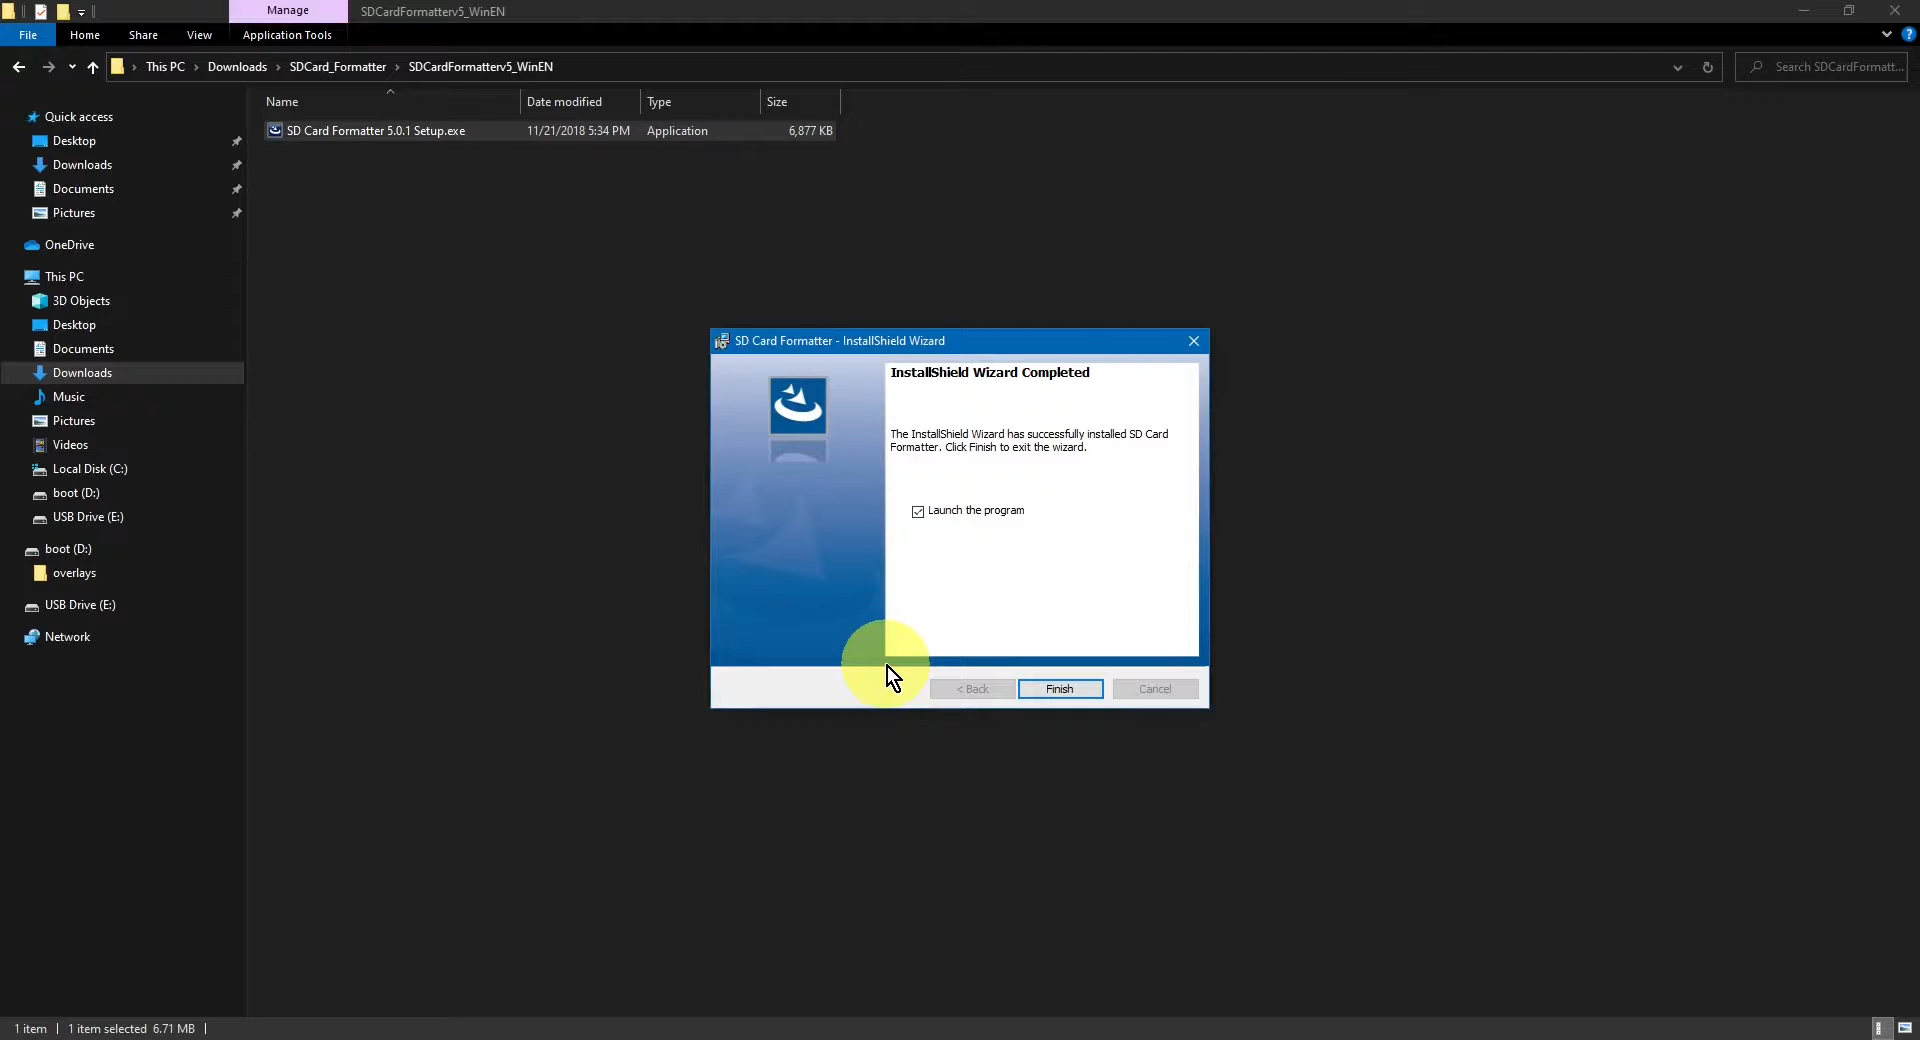 Manage
SDCardFormatterv5_WinEN
File
Home
Share
View
Application Tools
This PC
Downloads
SDCard_Formatter
SDCardFormatterv5_WinEN
Search SDCardFormatt...
Name
Date modified
Type
Size
SD Card Formatter 5.0.1 Setup.exe
11/21/2018 5:34 PM
Application
6,877 KB
Quick access
Desktop
Downloads
Documents
Pictures
OneDrive
This PC
3D Objects
Desktop
Documents
Downloads
Music
Pictures
Videos
Local Disk (C:)
boot (D:)
USB Drive (E:)
boot (D:)
overlays
USB Drive (E:)
Network
SD Card Formatter - InstallShield Wizard
InstallShield Wizard Completed
The InstallShield Wizard has successfully installed SD Card
Formatter. Click Finish to exit the wizard.
Launch the program
< Back
Finish
Cancel
1 item
1 item selected 6.71 MB